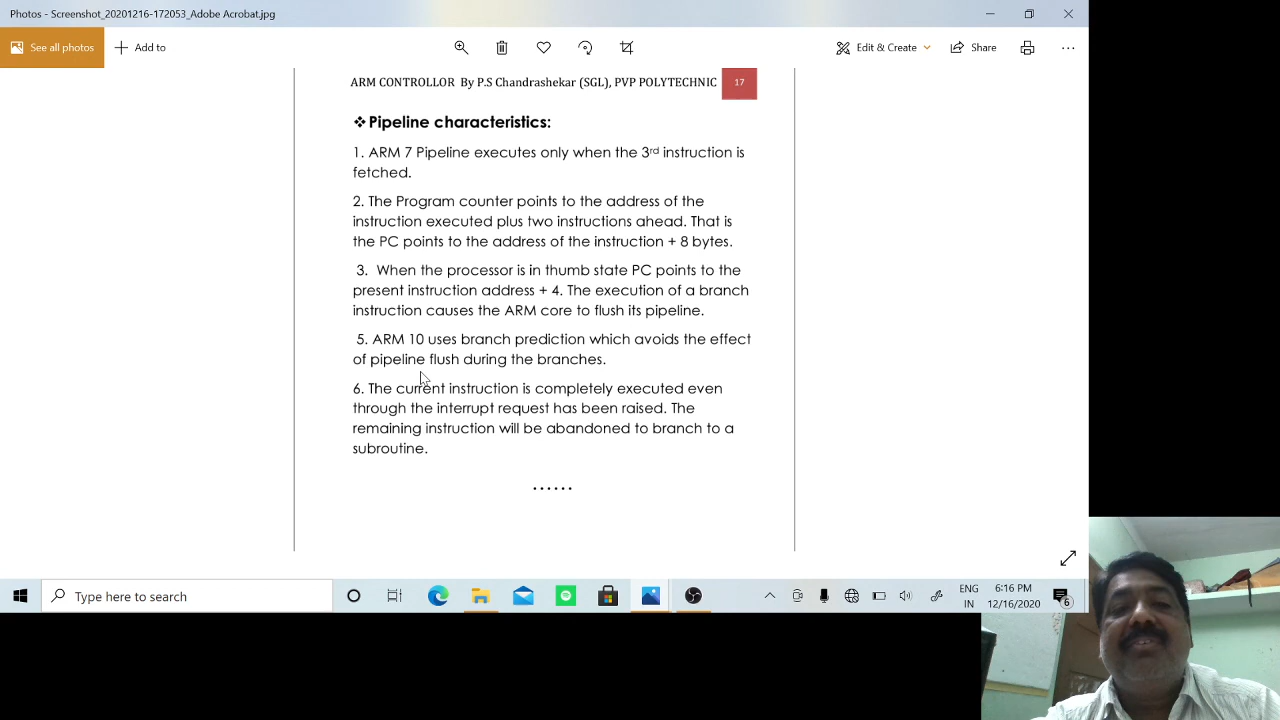 Photos - Screenshot_20201216-172053_Adobe Acrobat.jpg
See all photos
Add to
Edit & Create
Share
ARM CONTROLLOR By P.S Chandrashekar (SGL), PVP POLYTECHNIC 17
❖Pipeline characteristics:
1. ARM 7 Pipeline executes only when the 3rd instruction is
fetched.
2. The Program counter points to the address of the
instruction executed plus two instructions ahead. That is
the PC points to the address of the instruction + 8 bytes.
3. When the processor is in thumb state PC points to the
present instruction address + 4. The execution of a branch
instruction causes the ARM core to flush its pipeline.
5. ARM 10 uses branch prediction which avoids the effect
of pipeline flush during the branches.
6. The current instruction is completely executed even
through the interrupt request has been raised. The
remaining instruction will be abandoned to branch to a
subroutine.
......
Type here to search
ENG
IN
6:16 PM
12/16/2020
6